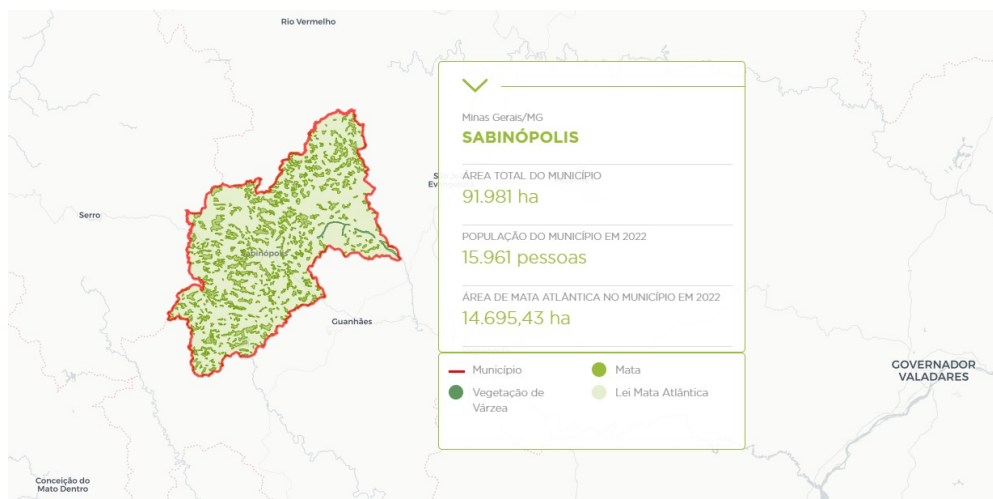 Rio Vermelho
Minas Gerais/MG
SABINÓPOLIS
ÁREA TOTAL DO MUNICÍPIO
91.981 ha
Serro
POPULAÇÃO DO MUNICÍPIO EM 2022
15.961 pessoas
Sabinópolis
ÁREA DE MATA ATLÂNTICA NO MUNICÍPIO EM 2022
14.695,43 ha
Guanhães
Município
Mata
Vegetação de
Várzea
Lei Mata Atlântica
GOVERNADOR
VALADARES
Conceição do
Mato Dentro